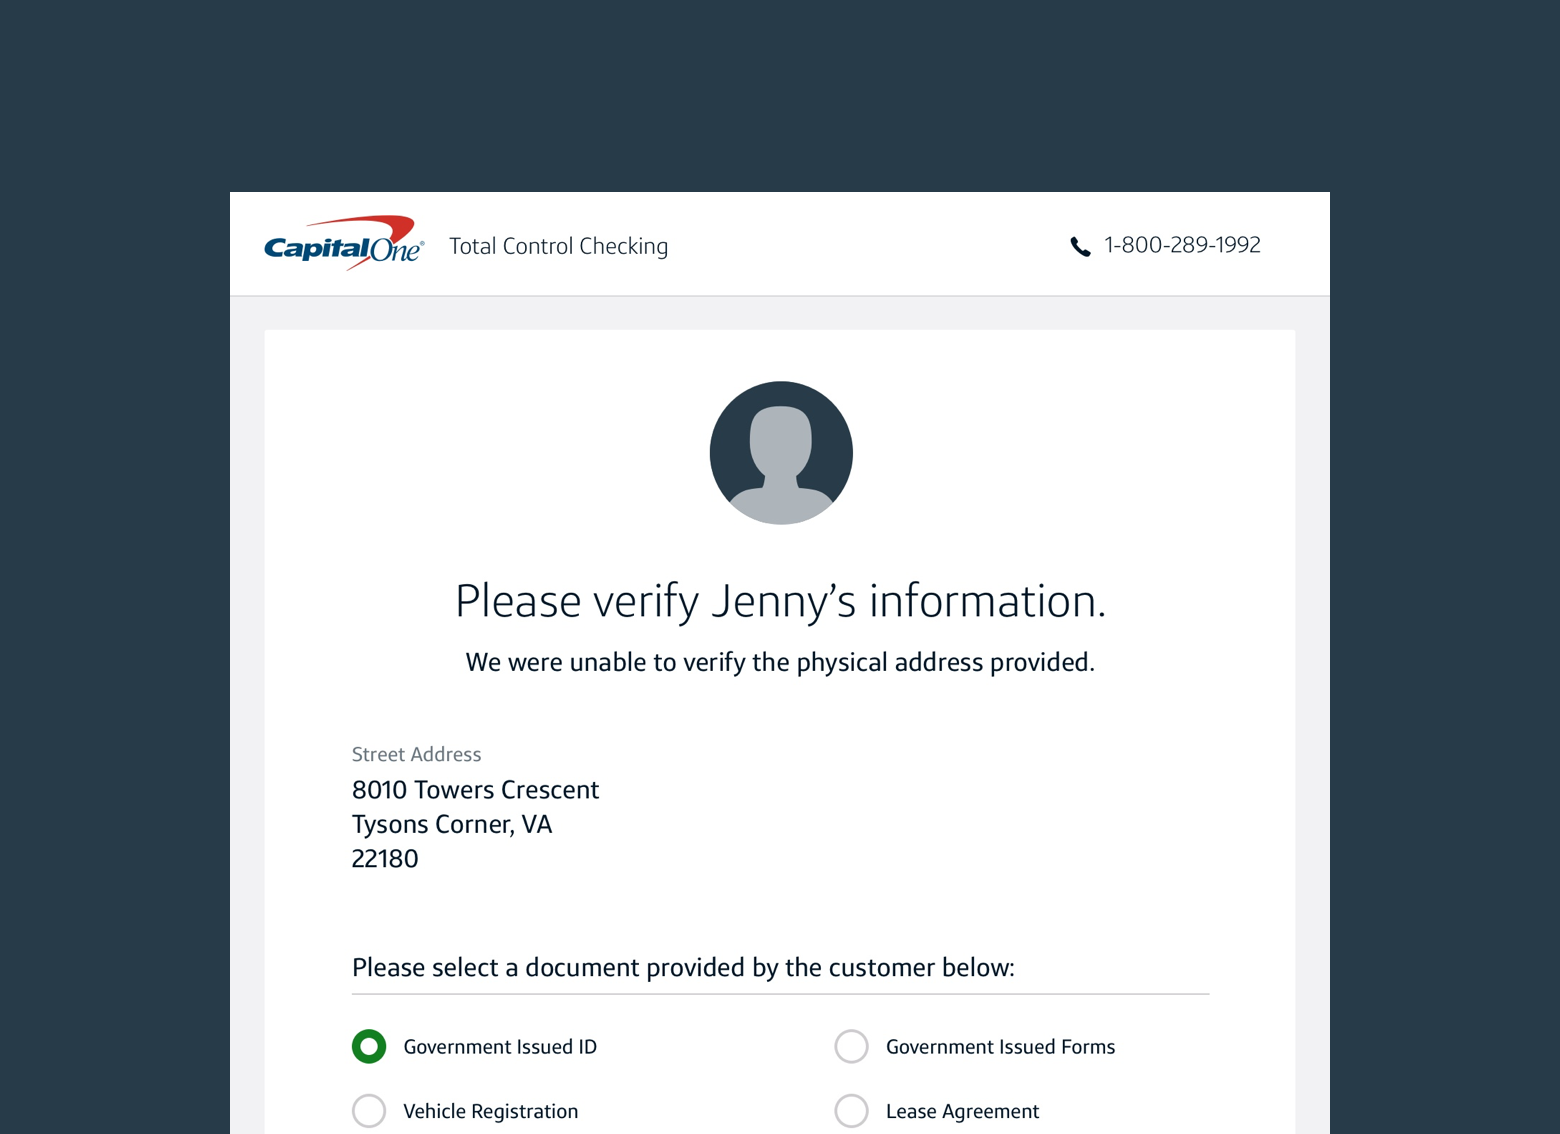 CapitalOne® Total Control Checking 1-800-289-1992
Please verify Jenny’s information.
We were unable to verify the physical address provided.
Street Address
8010 Towers Crescent
Tysons Corner, VA
22180
Please select a document provided by the customer below:
Government Issued ID Government Issued Forms
Vehicle Registration Lease Agreement